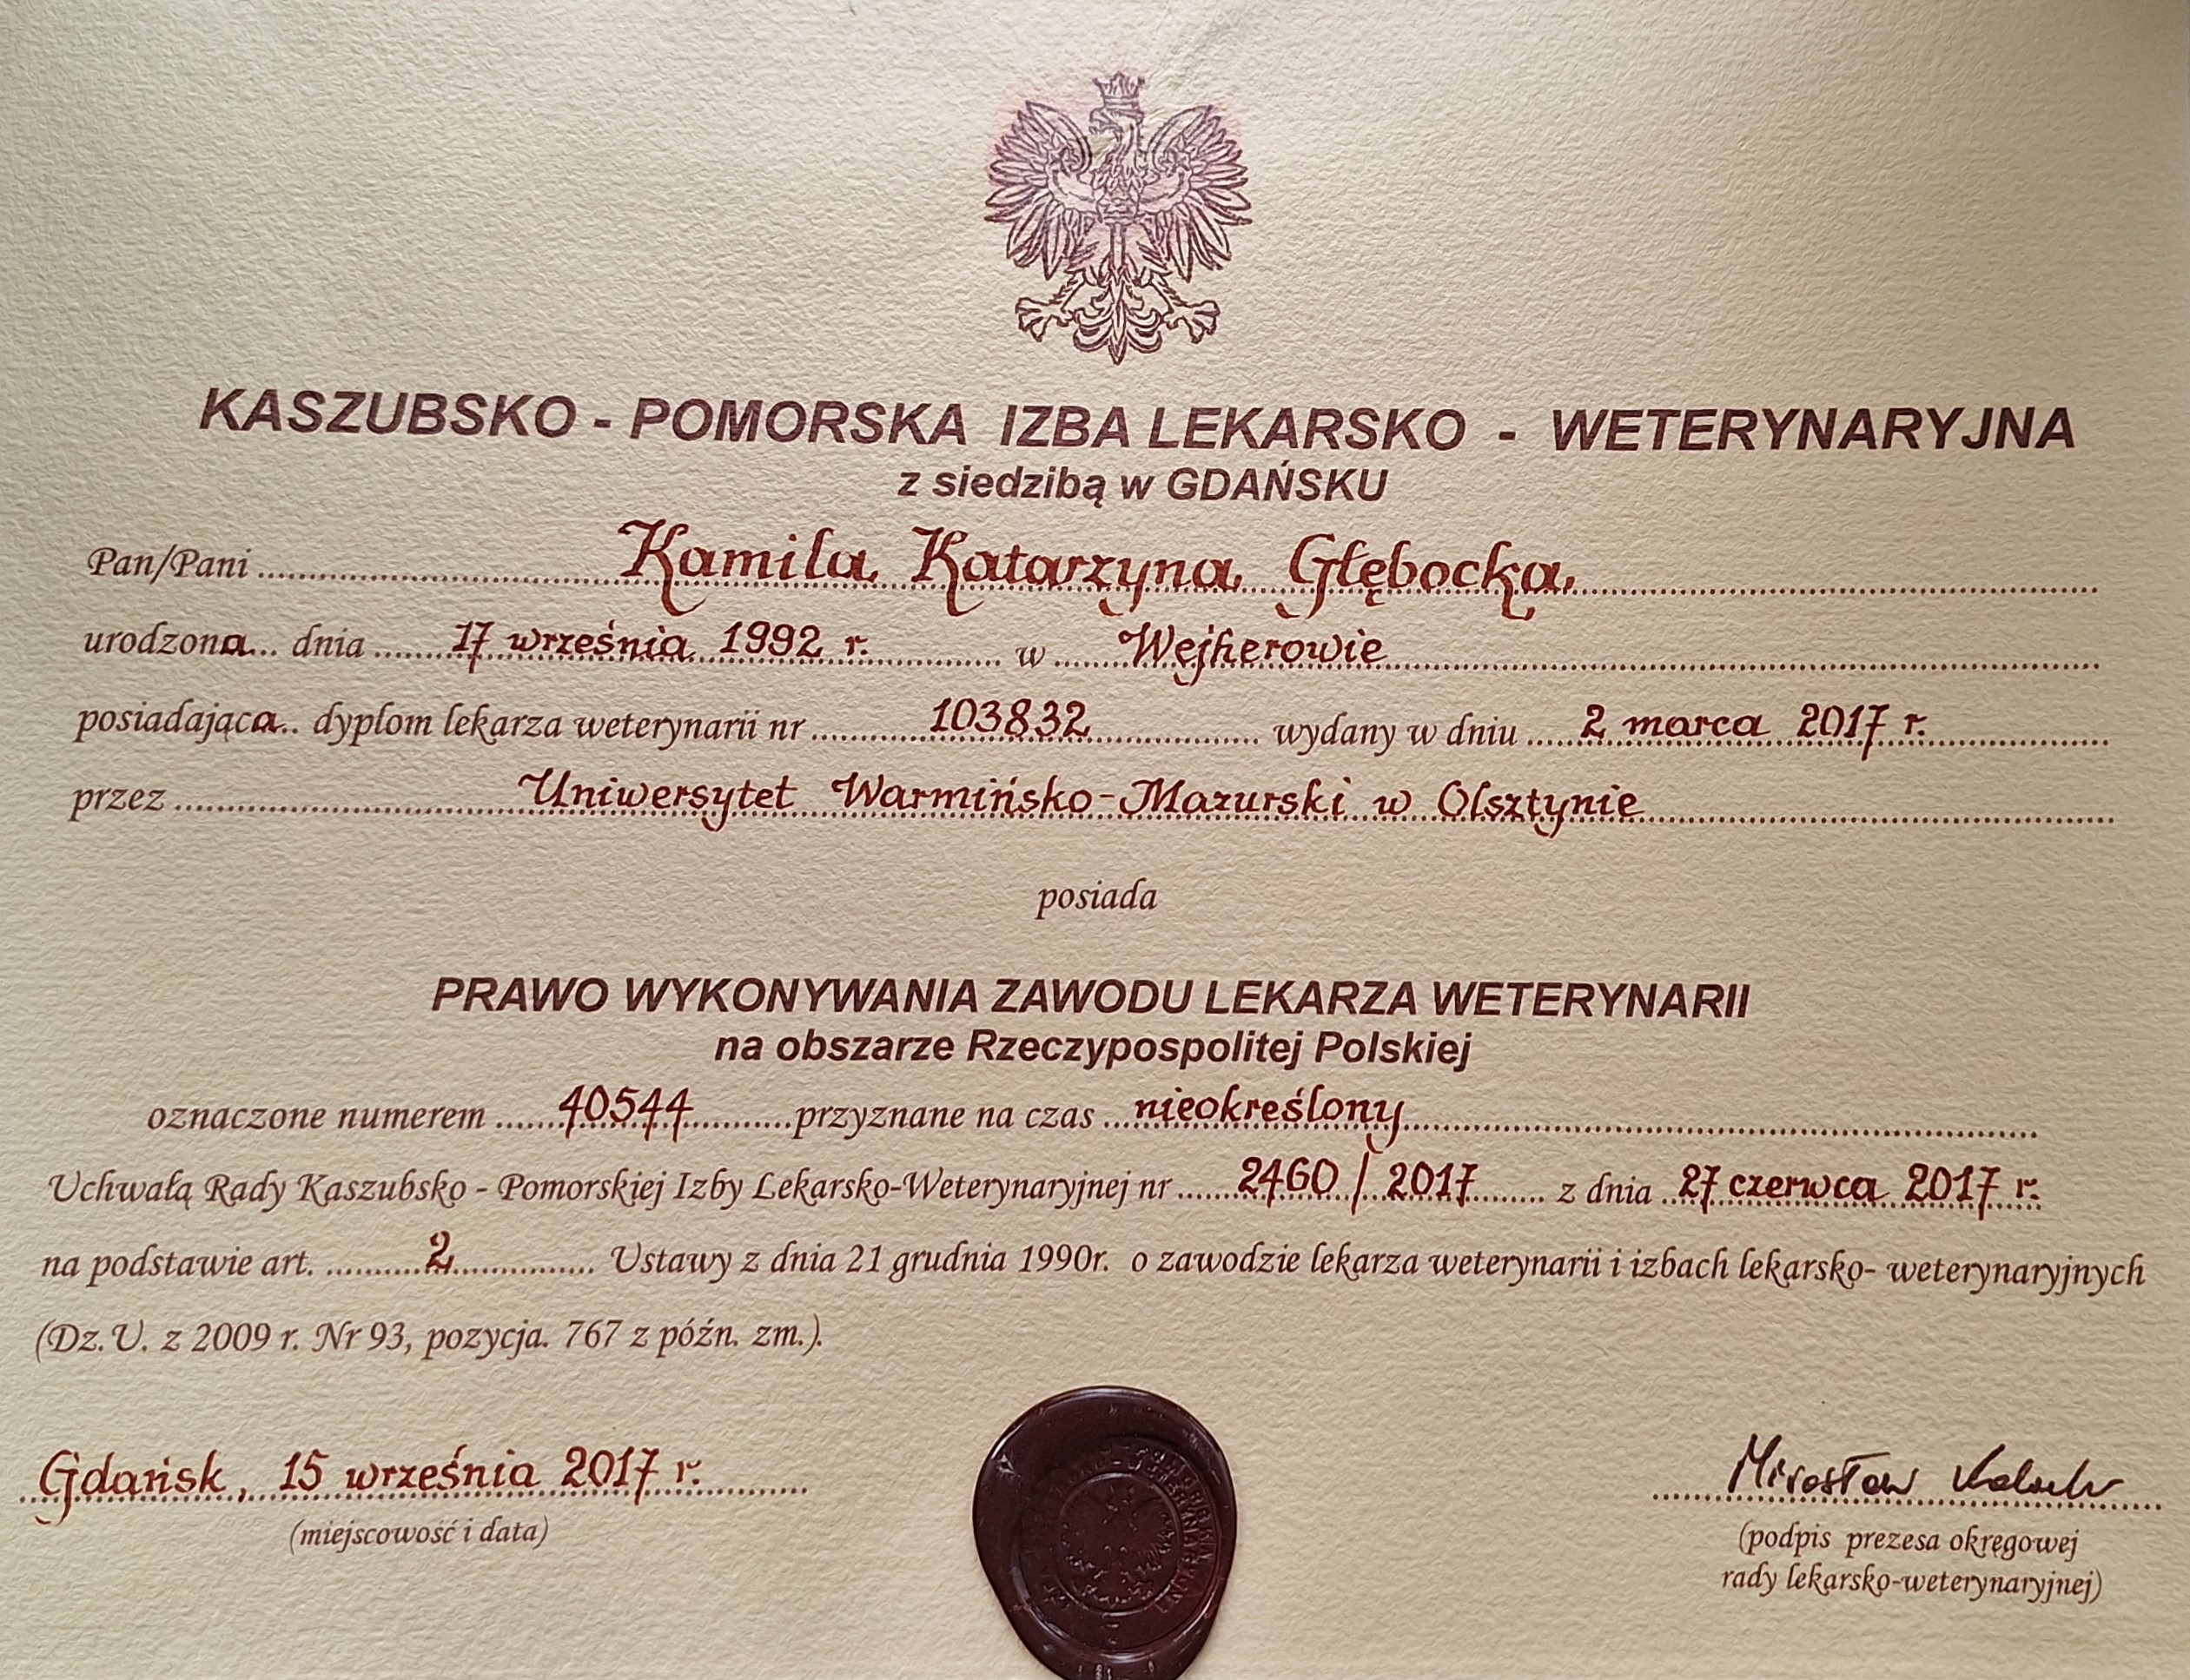 KASZUBSKO - POMORSKA IZBA LEKARSKO - WETERYNARYJNA
z siedzibą w GDAŃSKU
Pan/Pani Kamila Katarzyna Głębocka
urodzona dnia 17 września 1992 r. w Wejherowie
posiadająca dyplom lekarza weterynarii nr 103832 wydany w dniu 2 marca 2017 r.
przez Uniwersytet Warmińsko-Mazurski w Olsztynie
posiada
PRAWO WYKONYWANIA ZAWODU LEKARZA WETERYNARII
na obszarze Rzeczypospolitej Polskiej
oznaczone numerem 40544 przyznane na czas nieokreślony
Uchwałą Rady Kaszubsko - Pomorskiej Izby Lekarsko-Weterynaryjnej nr 2460 / 2017 z dnia 27 czerwca 2017 r.
na podstawie art. 2 Ustawy z dnia 21 grudnia 1990r. o zawodzie lekarza weterynarii i izbach lekarsko- weterynaryjnych
(Dz.U. z 2009 r. Nr 93, pozycja. 767 z późn. zm.).
Gdańsk, 15 września 2017 r.
(miejscowość i data)
Mirosław
(podpis prezesa okręgowej
rady lekarsko-weterynaryjnej)